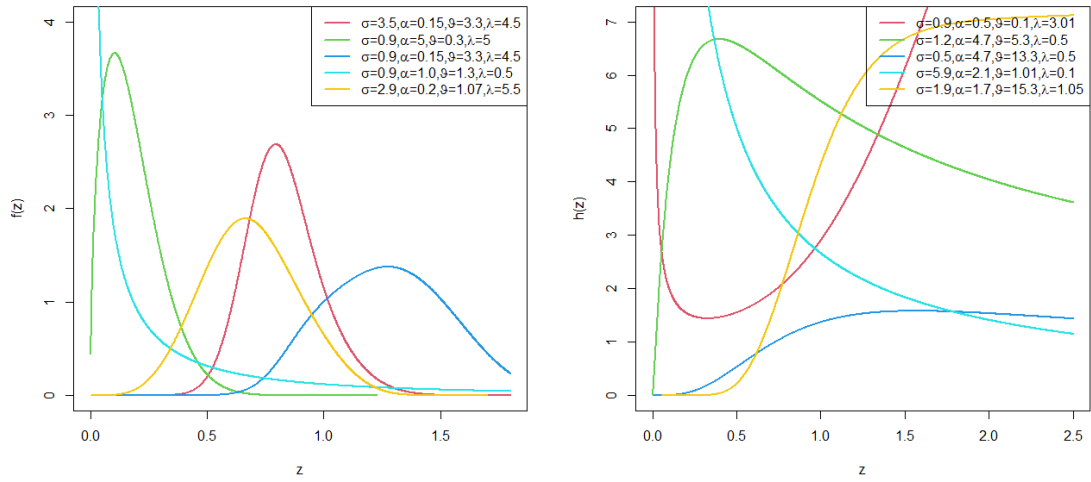 σ=3.5,α=0.15,ϑ=3.3,λ=4.5
σ=0.9,α=5,ϑ=0.3,λ=5
σ=0.9,α=0.15,ϑ=3.3,λ=4.5
σ=0.9,α=1.0,ϑ=1.3,λ=0.5
σ=2.9,α=0.2,ϑ=1.07,λ=5.5
4
3
2
1
0
f(z)
0.0 0.5 1.0 1.5
z
σ=0.9,α=0.5,ϑ=0.1,λ=3.01
σ=1.2,α=4.7,ϑ=5.3,λ=0.5
σ=0.5,α=4.7,ϑ=13.3,λ=0.5
σ=5.9,α=2.1,ϑ=1.01,λ=0.1
σ=1.9,α=1.7,ϑ=15.3,λ=1.05
7
6
5
4
3
2
1
0
h(z)
0.0 0.5 1.0 1.5 2.0 2.5
z